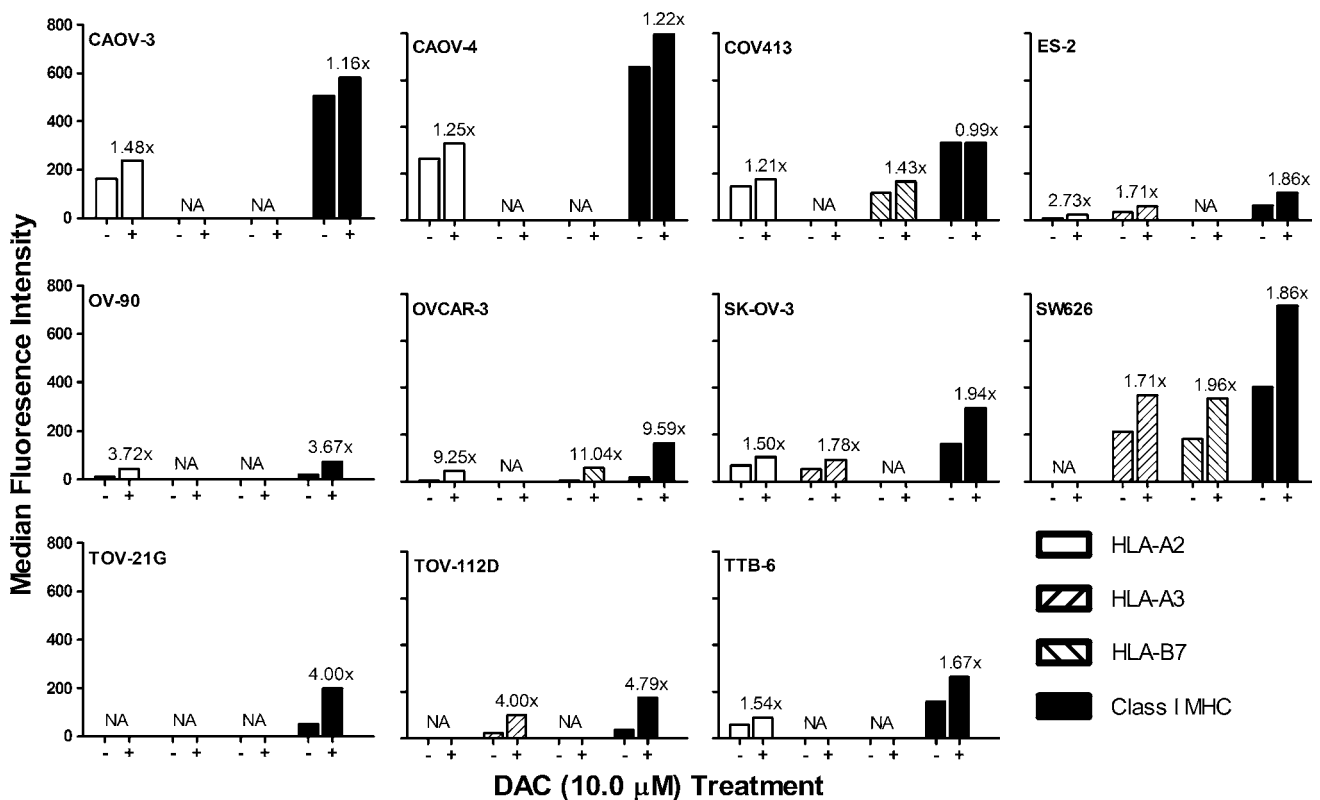 Median Fluoresence Intensity
CAOV-3
800
600
400
200
0
1.48x
NA
NA
1.16x
- + - + - + - +
CAOV-4
1.25x
NA
NA
1.22x
- + - + - + - +
COV413
1.21x
NA
1.43x
0.99x
- + - + - + - +
ES-2
2.73x
1.71x
NA
1.86x
- + - + - + - +
OV-90
800
600
400
200
0
3.72x
NA
NA
3.67x
- + - + - + - +
OVCAR-3
9.25x
NA
11.04x
9.59x
- + - + - + - +
SK-OV-3
1.50x
1.78x
NA
1.94x
- + - + - + - +
SW626
NA
1.71x
1.96x
1.86x
- + - + - + - +
TOV-21G
800
600
400
200
0
NA
NA
NA
4.00x
- + - + - + - +
TOV-112D
NA
4.00x
NA
4.79x
- + - + - + - +
TTB-6
1.54x
NA
NA
1.67x
- + - + - + - +
HLA-A2
HLA-A3
HLA-B7
Class I MHC
DAC (10.0 μM) Treatment